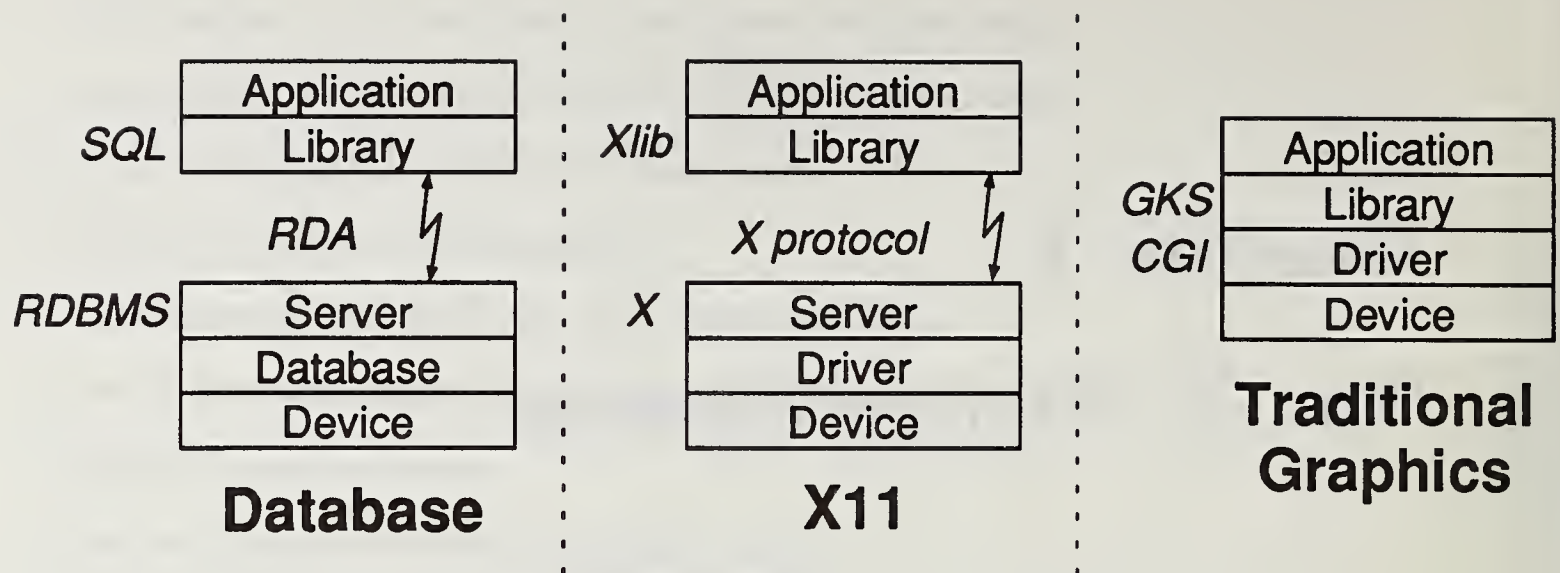 Application
SQL Library
RDA
RDBMS Server
Database
Device
Database
Application
Xlib Library
X protocol
X Server
Driver
Device
X11
Application
GKS Library
CGI Driver
Device
Traditional
Graphics